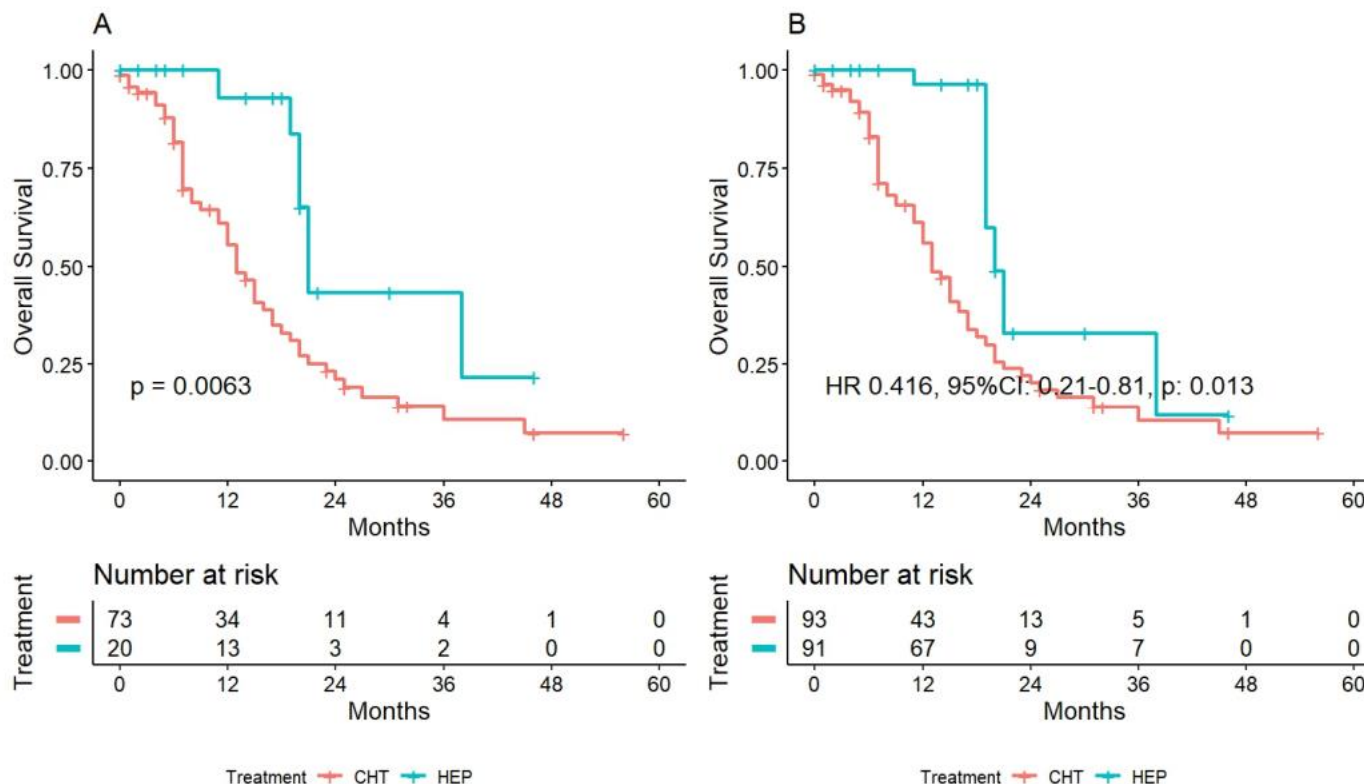 A
Overall Survival
1.00
0.75
0.50
0.25
0.00
p = 0.0063
0 12 24 36 48 60
Months
Number at risk
Treatment
73 34 11 4 1 0
20 13 3 2 0 0
0 12 24 36 48 60
Months
Treatment CHT HEP
B
Overall Survival
1.00
0.75
0.50
0.25
0.00
HR 0.416, 95%CI: 0.21-0.81, p: 0.013
0 12 24 36 48 60
Months
Number at risk
Treatment
93 43 13 5 1 0
91 67 9 7 0 0
0 12 24 36 48 60
Months
Treatment CHT HEP